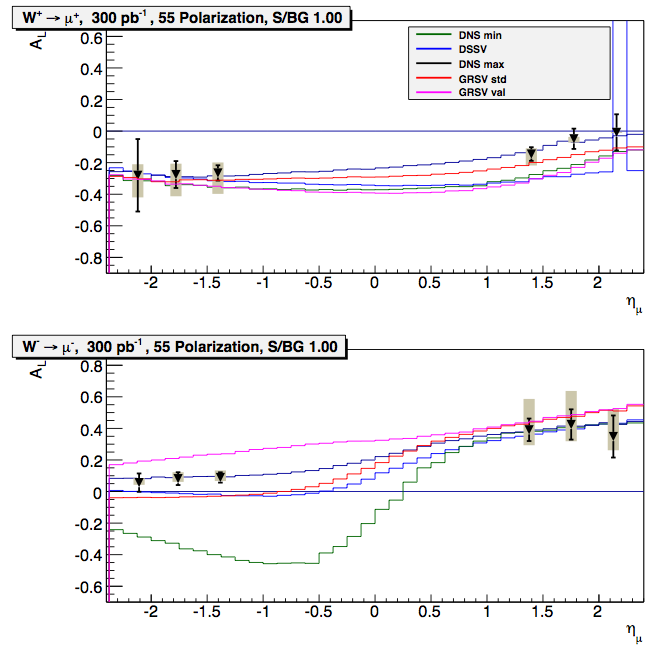 W⁺ → μ⁺, 300 pb⁻¹, 55 Polarization, S/BG 1.00
A_L
0.6
0.4
0.2
0
-0.2
-0.4
-0.6
-0.8
DNS min
DSSV
DNS max
GRSV std
GRSV val
-2 -1.5 -1 -0.5 0 0.5 1 1.5 2
η_μ
W⁻ → μ⁻, 300 pb⁻¹, 55 Polarization, S/BG 1.00
A_L
0.8
0.6
0.4
0.2
0
-0.2
-0.4
-0.6
-2 -1.5 -1 -0.5 0 0.5 1 1.5 2
η_μ